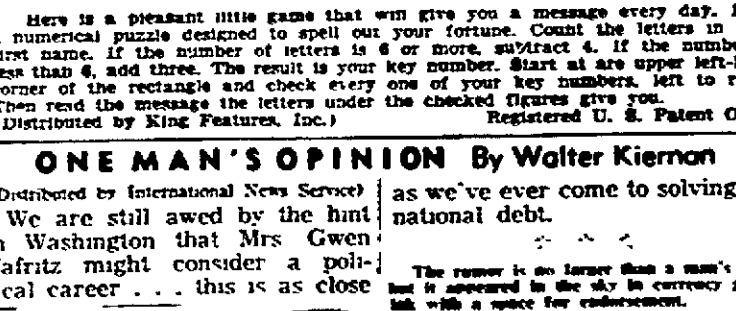 Here is a pleasant little game that will give you a message every day.
numerical puzzle designed to spell out your fortune. Count the letters in
first name. If the number of letters is 6 or more, subtract 4. If the numbe
ess than 6, add three. The result is your key number. Start at are upper left-
orner of the rectangle and check every one of your key numbers, left to r
Then read the message the letters under the checked figures give you.
Distributed by King Features, Inc.) Registered U. S. Patent O
ONE MAN'S OPINION By Walter Kiernan
Distributed by International News Service)
We are still awed by the hint
n Washington that Mrs Gwen
afritz might consider a poli-
cal career . . . this is as close
as we've ever come to solving
national debt.
The rumor is no larger than a man's
but it appeared in the sky in currency
ink with a space for endorsement.